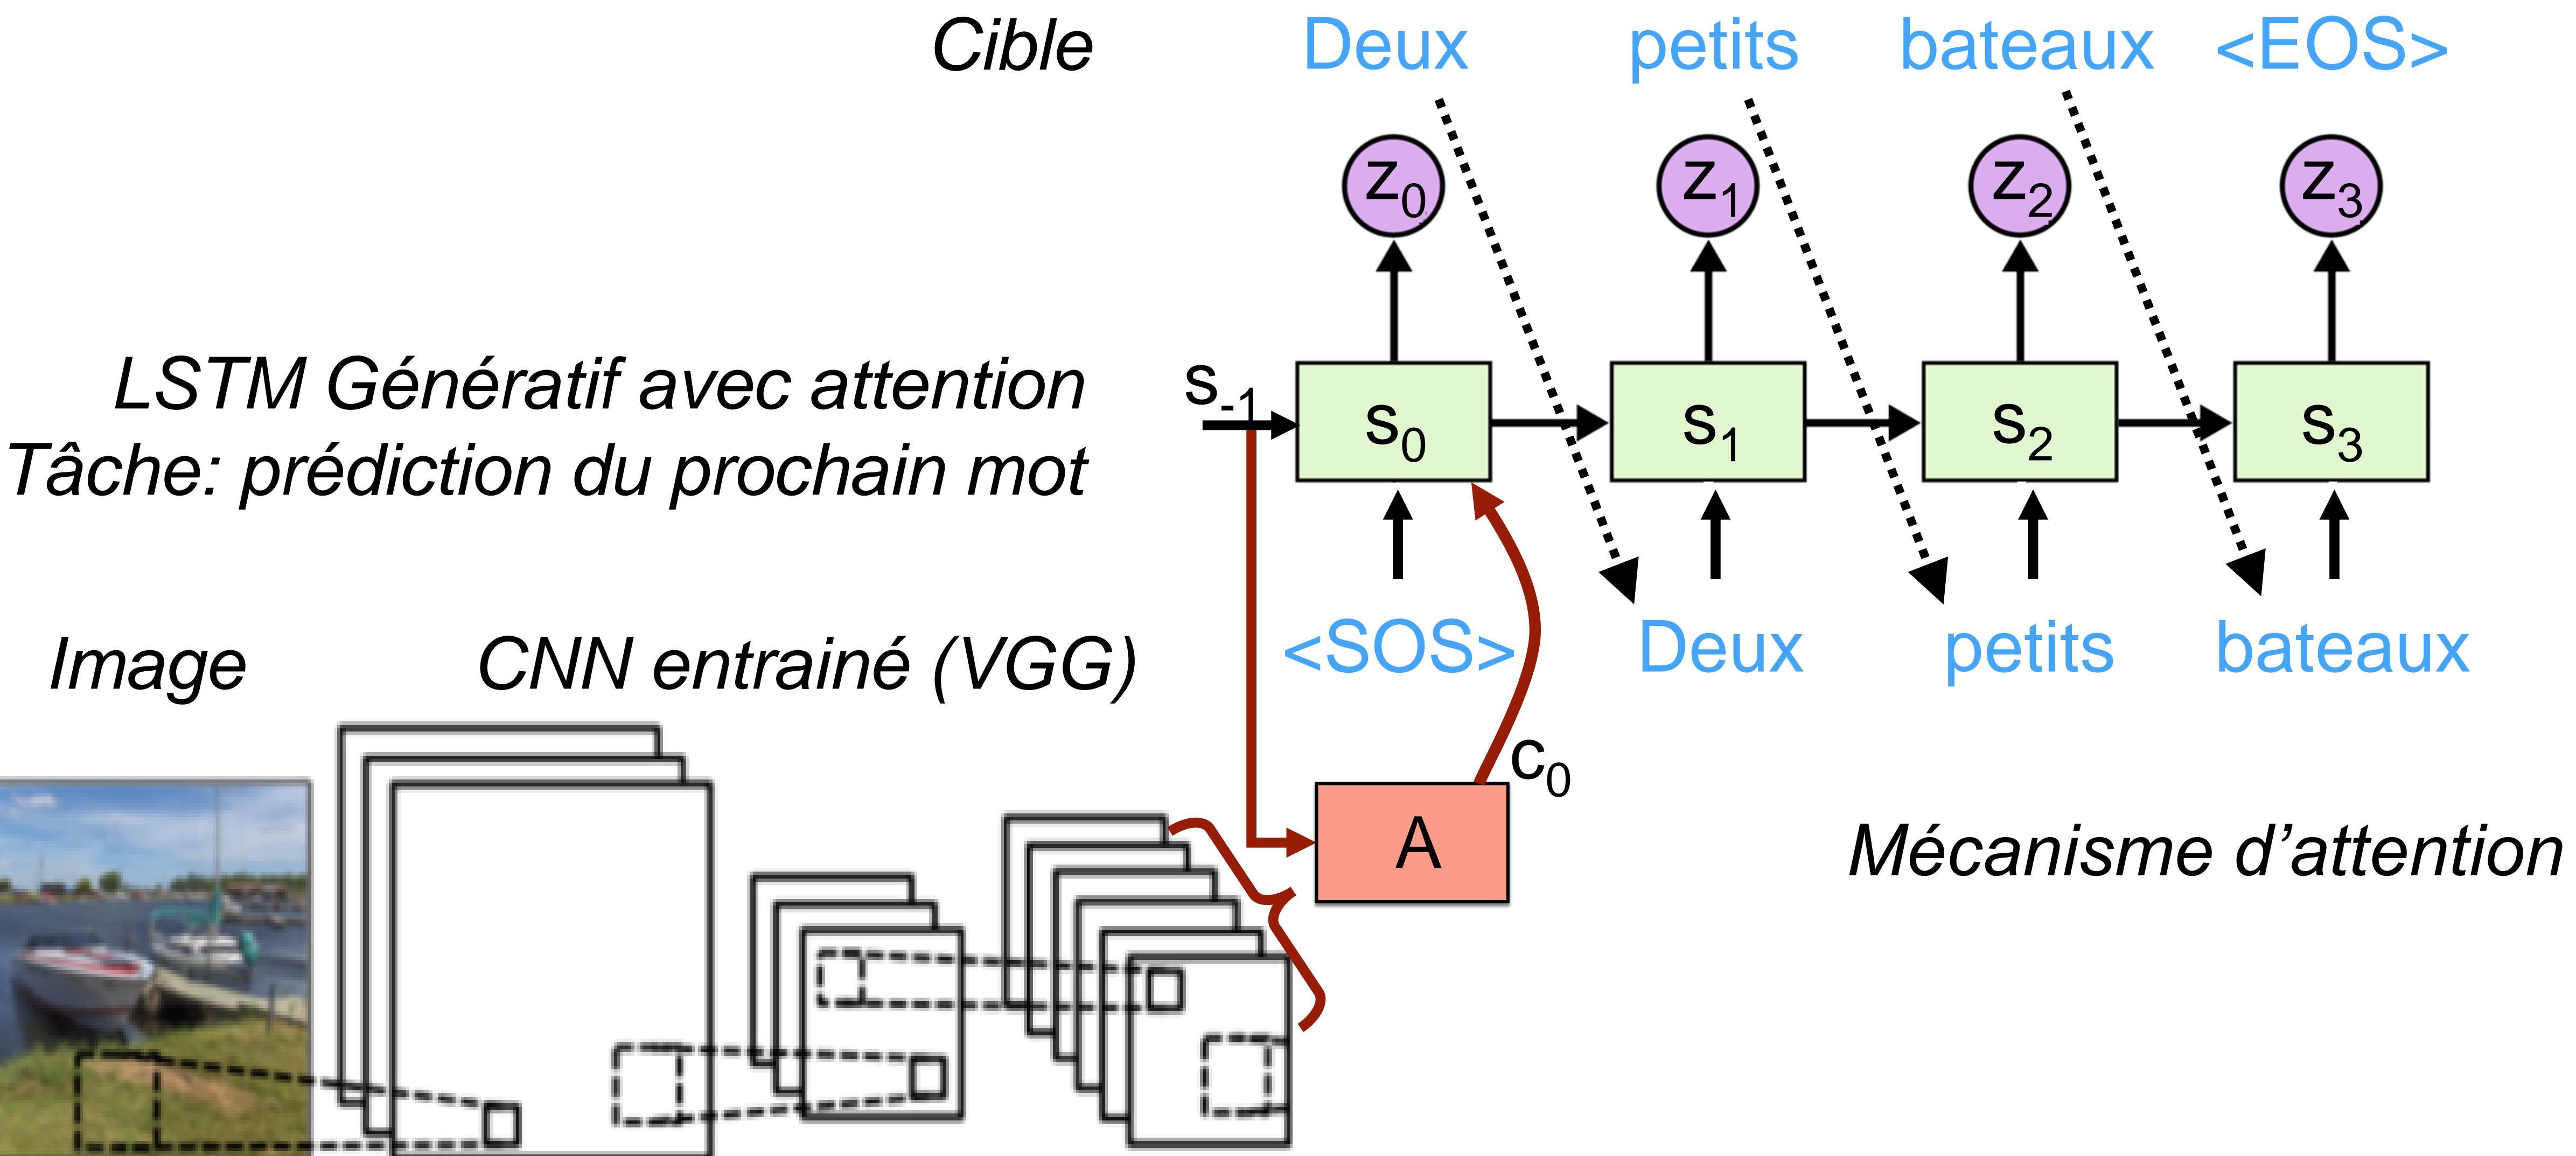 Cible Deux petits bateaux <EOS>
z0 z1 z2 z3
LSTM Génératif avec attention
Tâche: prédiction du prochain mot
s-1 s0 s1 s2 s3
<SOS> Deux petits bateaux
Image CNN entrainé (VGG)
c0
A
Mécanisme d’attention